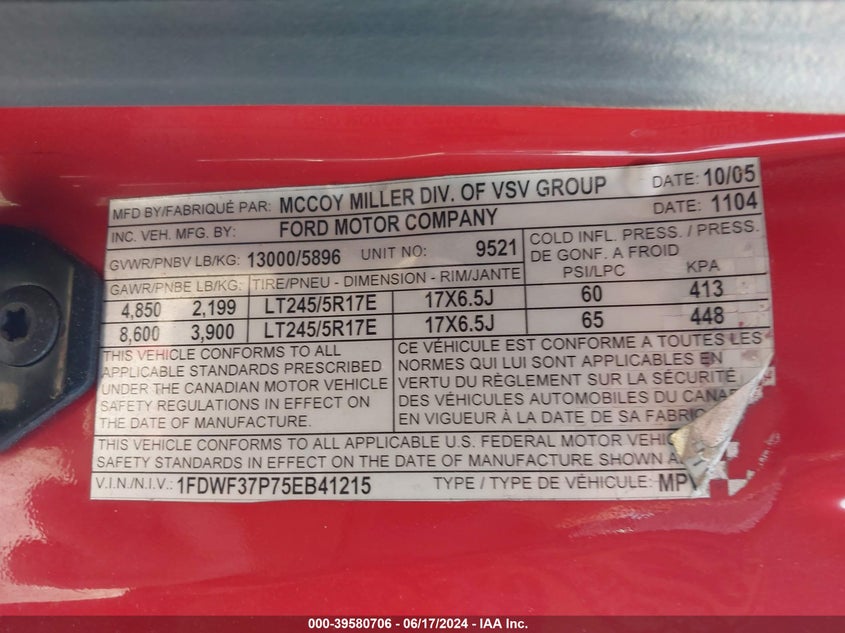 MFD BY/FABRIQUÉ PAR: MCCOY MILLER DIV. OF VSV GROUP DATE: 10/05
INC. VEH. MFG. BY: FORD MOTOR COMPANY DATE: 1104
GVWR/PNBV LB/KG: 13000/5896 UNIT NO: 9521
COLD INFL. PRESS. / PRESS.
DE GONF. A FROID
PSI/LPC KPA
GAWR/PNBE LB/KG: TIRE/PNEU - DIMENSION - RIM/JANTE
4,850 2,199 LT245/5R17E 17X6.5J 60 413
8,600 3,900 LT245/5R17E 17X6.5J 65 448
THIS VEHICLE CONFORMS TO ALL
APPLICABLE STANDARDS PRESCRIBED
UNDER THE CANADIAN MOTOR VEHICLE
SAFETY REGULATIONS IN EFFECT ON
THE DATE OF MANUFACTURE.
CE VÉHICULE EST CONFORME A TOUTES LES
NORMES QUI LUI SONT APPLICABLES EN
VERTU DU RÈGLEMENT SUR LA SÉCURITÉ
DES VÉHICULES AUTOMOBILES DU CANA
EN VIGUEUR À LA DATE DE SA FABRIC
THIS VEHICLE CONFORMS TO ALL APPLICABLE U.S. FEDERAL MOTOR VEHIC
SAFETY STANDARDS IN EFFECT ON THE DATE OF MANUFACTURE SHOWN A
V.I.N./N.I.V.: 1FDWF37P75EB41215 TYPE / TYPE DE VÉHICULE: MPV
000-39580706 - 06/17/2024 - IAA Inc.